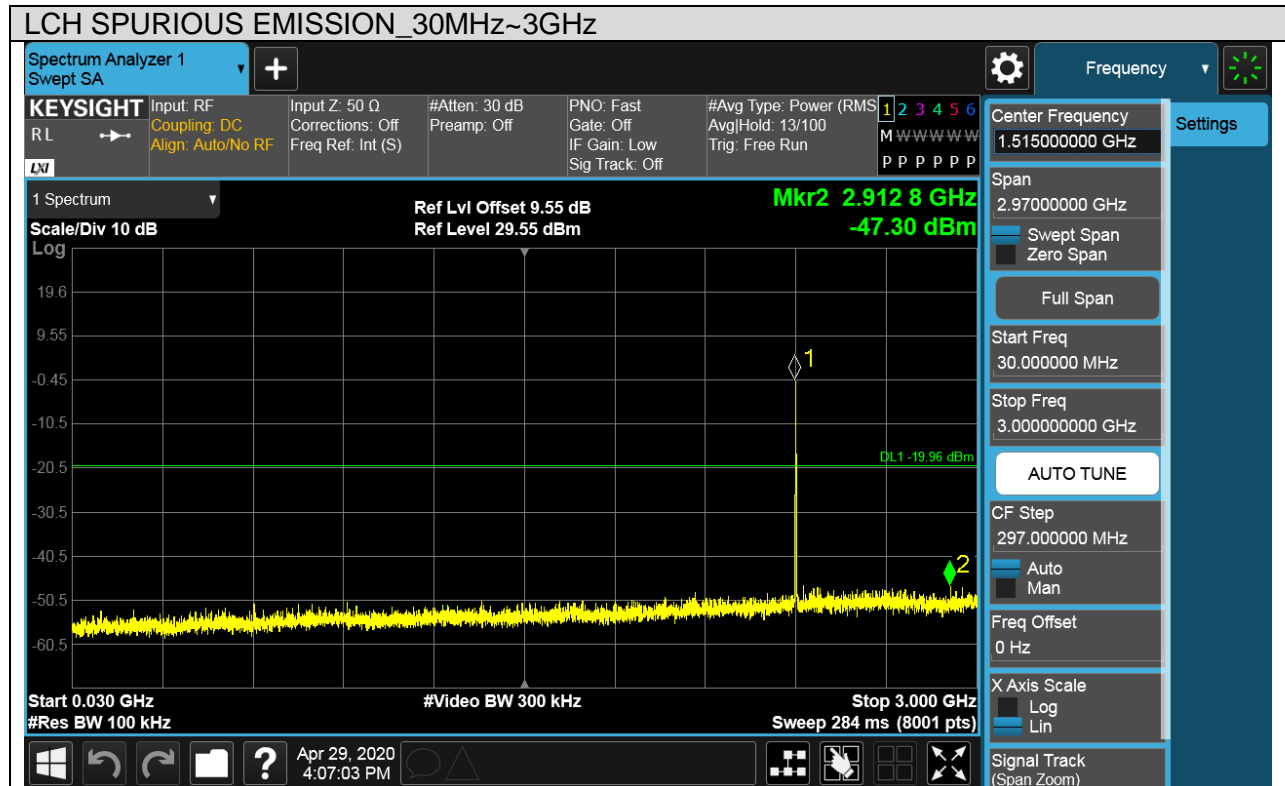 LCH SPURIOUS EMISSION_30MHz~3GHz
Spectrum Analyzer 1
Swept SA
+
Frequency
KEYSIGHT
RL
LXI
Input: RF
Coupling: DC
Align: Auto/No RF
Input Z: 50 Ω
Corrections: Off
Freq Ref: Int (S)
#Atten: 30 dB
Preamp: Off
PNO: Fast
Gate: Off
IF Gain: Low
Sig Track: Off
#Avg Type: Power (RMS
Avg|Hold: 13/100
Trig: Free Run
1 2 3 4 5 6
M W W W W W
P P P P P P
1 Spectrum
Scale/Div 10 dB
Ref Lvl Offset 9.55 dB
Ref Level 29.55 dBm
Mkr2 2.912 8 GHz
-47.30 dBm
Log
19.6
9.55
-0.45
-10.5
-20.5
-30.5
-40.5
-50.5
-60.5
1
DL1 -19.96 dBm
2
Start 0.030 GHz
#Res BW 100 kHz
#Video BW 300 kHz
Stop 3.000 GHz
Sweep 284 ms (8001 pts)
?
Apr 29, 2020
4:07:03 PM
Center Frequency
1.515000000 GHz
Settings
Span
2.97000000 GHz
Swept Span
Zero Span
Full Span
Start Freq
30.000000 MHz
Stop Freq
3.000000000 GHz
AUTO TUNE
CF Step
297.000000 MHz
Auto
Man
Freq Offset
0 Hz
X Axis Scale
Log
Lin
Signal Track
(Span Zoom)